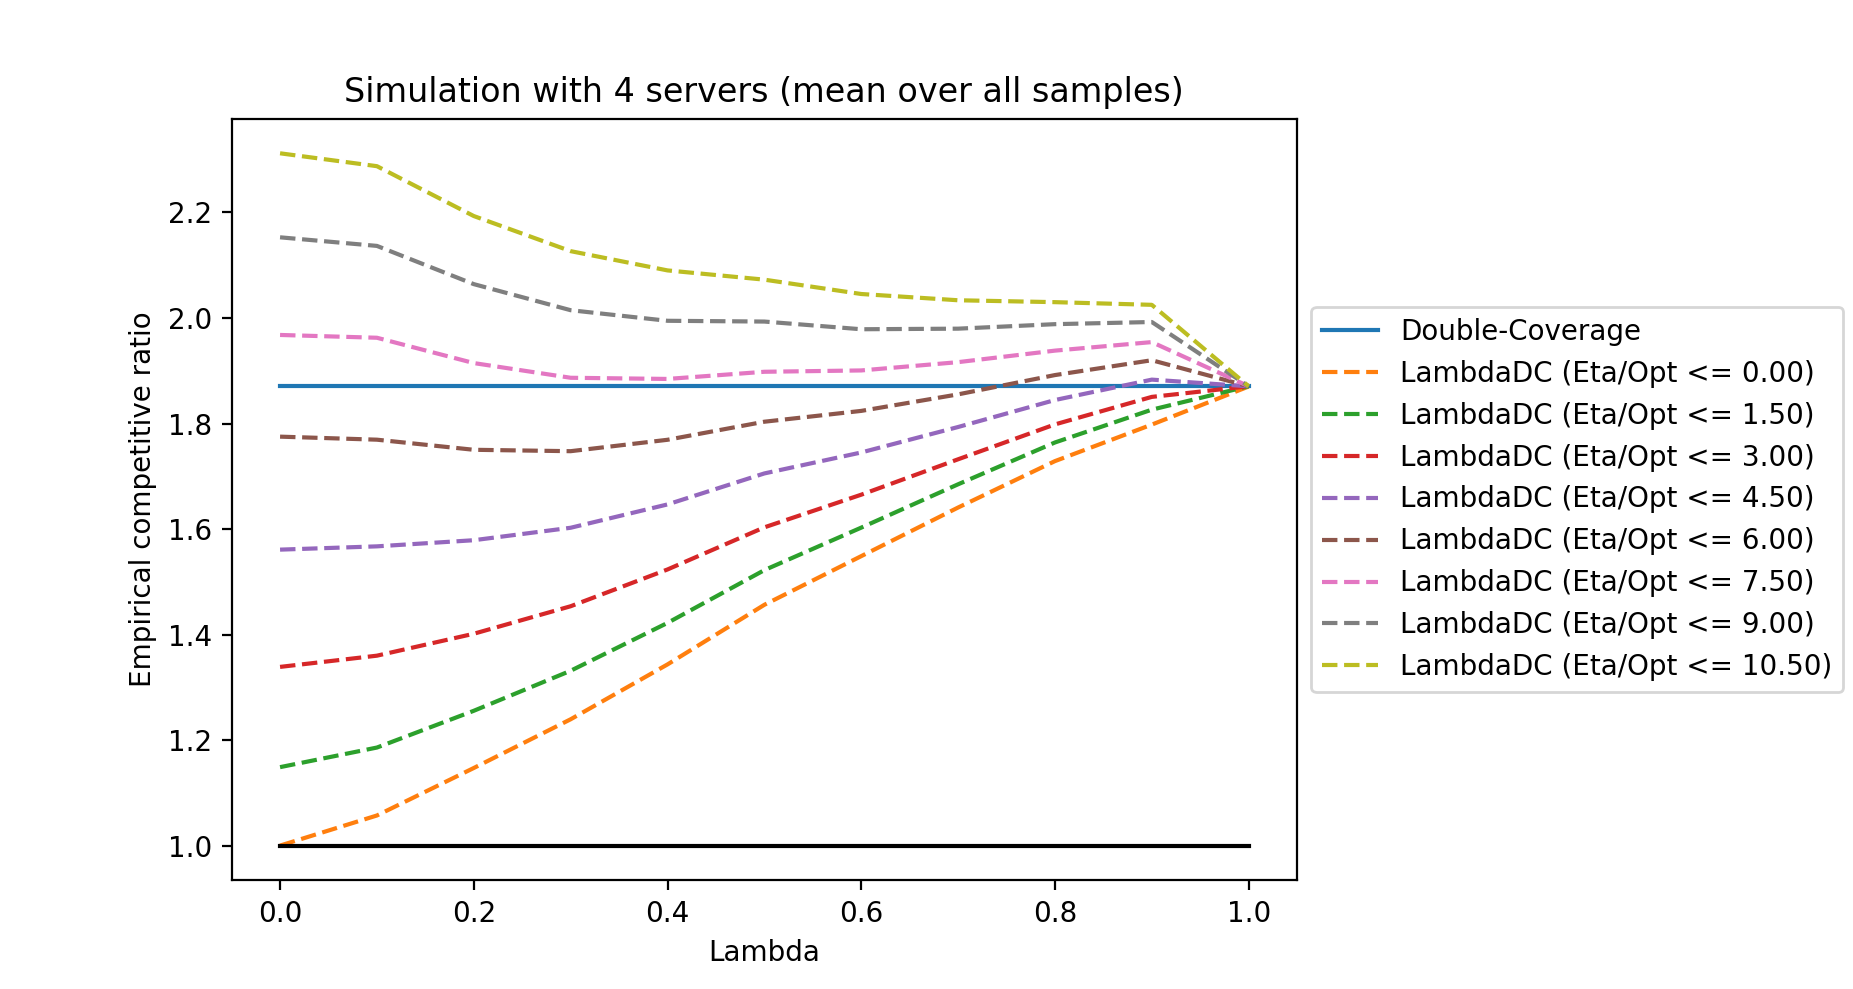 Simulation with 4 servers (mean over all samples)
Empirical competitive ratio
2.2
2.0
1.8
1.6
1.4
1.2
1.0
0.0 0.2 0.4 0.6 0.8 1.0
Lambda
Double-Coverage
LambdaDC (Eta/Opt <= 0.00)
LambdaDC (Eta/Opt <= 1.50)
LambdaDC (Eta/Opt <= 3.00)
LambdaDC (Eta/Opt <= 4.50)
LambdaDC (Eta/Opt <= 6.00)
LambdaDC (Eta/Opt <= 7.50)
LambdaDC (Eta/Opt <= 9.00)
LambdaDC (Eta/Opt <= 10.50)